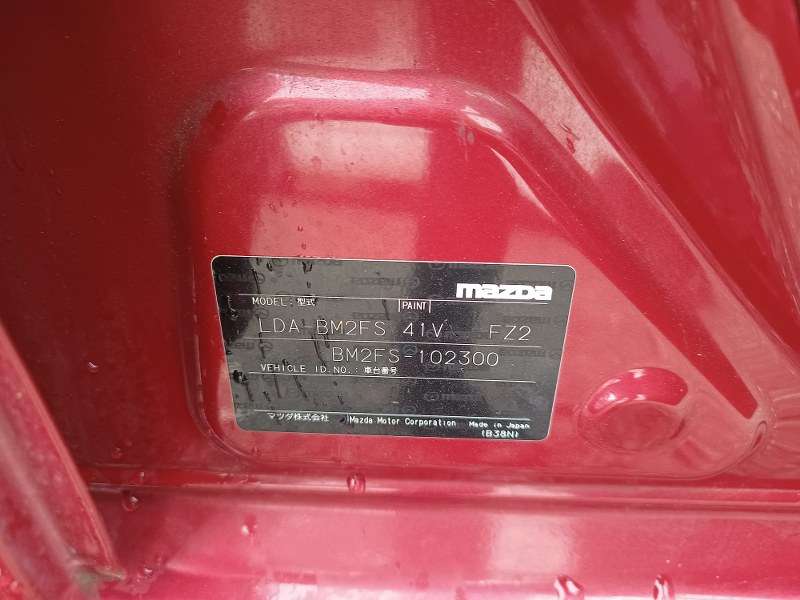 mazda
MODEL: 型式 PAINT
LDA-BM2FS 41V FZ2
BM2FS-102300
VEHICLE ID.NO.: 車台番号
マツダ株式会社 Mazda Motor Corporation Made in Japan
(B38N)